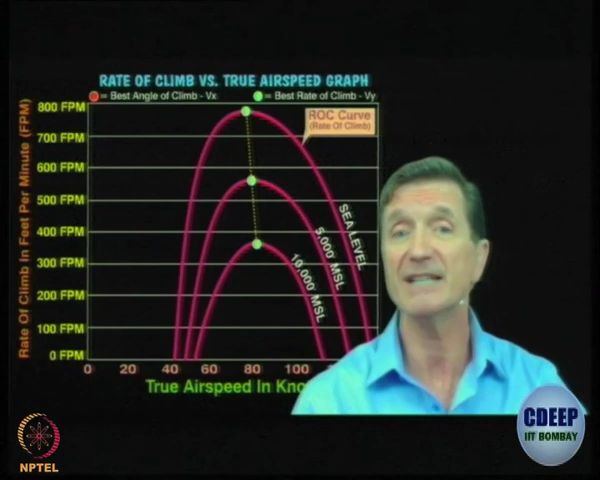 RATE OF CLIMB VS. TRUE AIRSPEED GRAPH
= Best Angle of Climb - Vx
= Best Rate of Climb - Vy
Rate Of Climb In Feet Per Minute (FPM)
800 FPM
700 FPM
600 FPM
500 FPM
400 FPM
300 FPM
200 FPM
100 FPM
0 FPM
ROC Curve
(Rate Of Climb)
SEA LEVEL
5,000' MSL
10,000' MSL
0 20 40 60 80 100
True Airspeed In
NPTEL
CDEEP
IIT BOMBAY